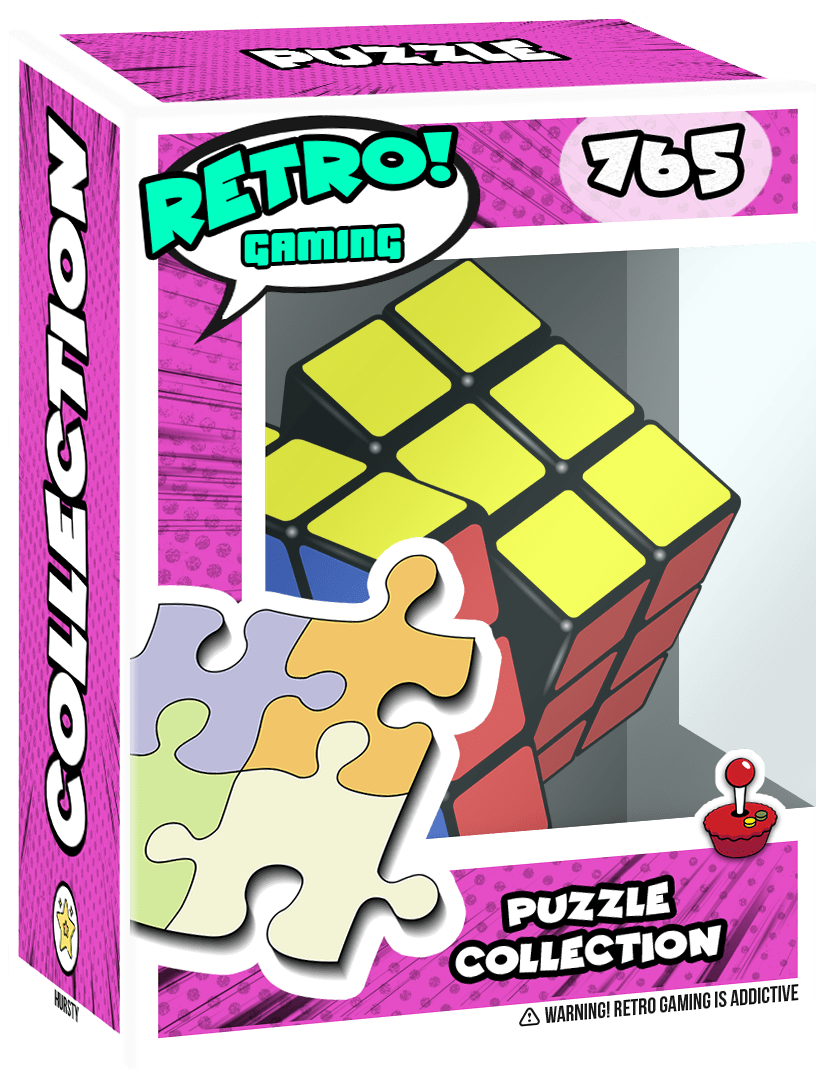 PUZZLE
RETRO!
GAMING
765
COLLECTION
PUZZLE
COLLECTION
HURSTY
WARNING! RETRO GAMING IS ADDICTIVE